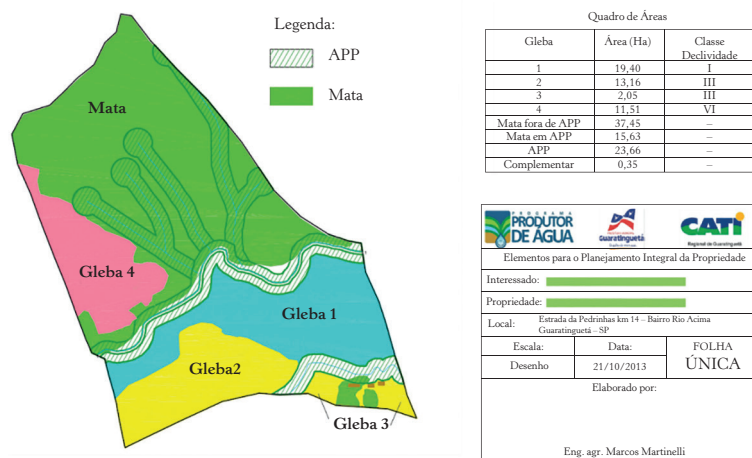 Legenda:
APP
Mata
Mata
Gleba 4
Gleba 1
Gleba2
Gleba 3
Quadro de Áreas
Gleba Área (Ha) Classe Declividade
1 19,40 I
2 13,16 III
3 2,05 III
4 11,51 VI
Mata fora de APP 37,45 –
Mata em APP 15,63 –
APP 23,66 –
Complementar 0,35 –
PROGRAMA
PRODUTOR
DE ÁGUA
Guaratinguetá
CATI
Regional de Guaratinguetá
Elementos para o Planejamento Integral da Propriedade
Interessado:
Propriedade:
Local: Estrada da Pedrinhas km 14 – Bairro Rio Acima
Guaratinguetá – SP
Escala: Data: FOLHA
Desenho 21/10/2013 ÚNICA
Elaborado por:
Eng. agr. Marcos Martinelli